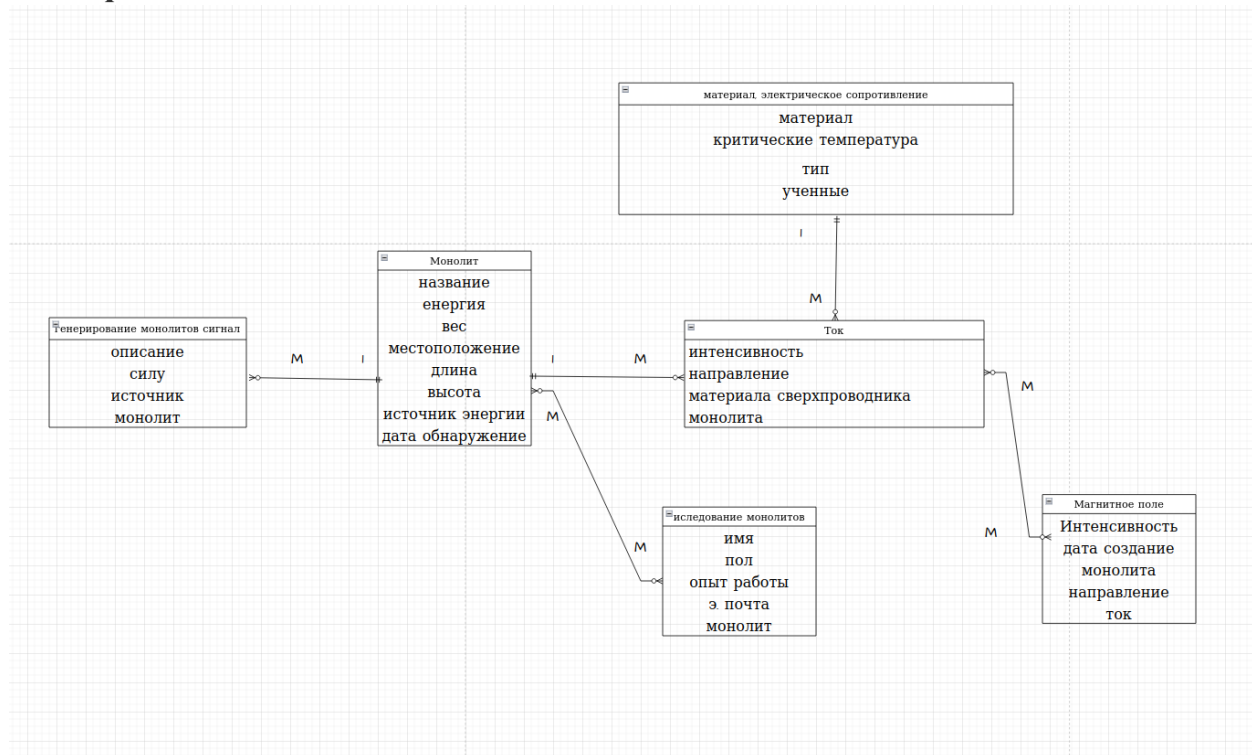 материал, электрическое сопротивление
материал
критические температура
тип
ученные
I
M
Монолит
название
енергия
вес
местоположение
длина
высота
источник энергии
дата обнаружение
генерирование монолитов сигнал
описание
силу
источник
монолит
M
I
I
M
M
Ток
интенсивность
направление
материала сверхпроводника
монолита
M
M
Магнитное поле
Интенсивность
дата создание
монолита
направление
ток
M
иследование монолитов
имя
пол
опыт работы
э. почта
монолит